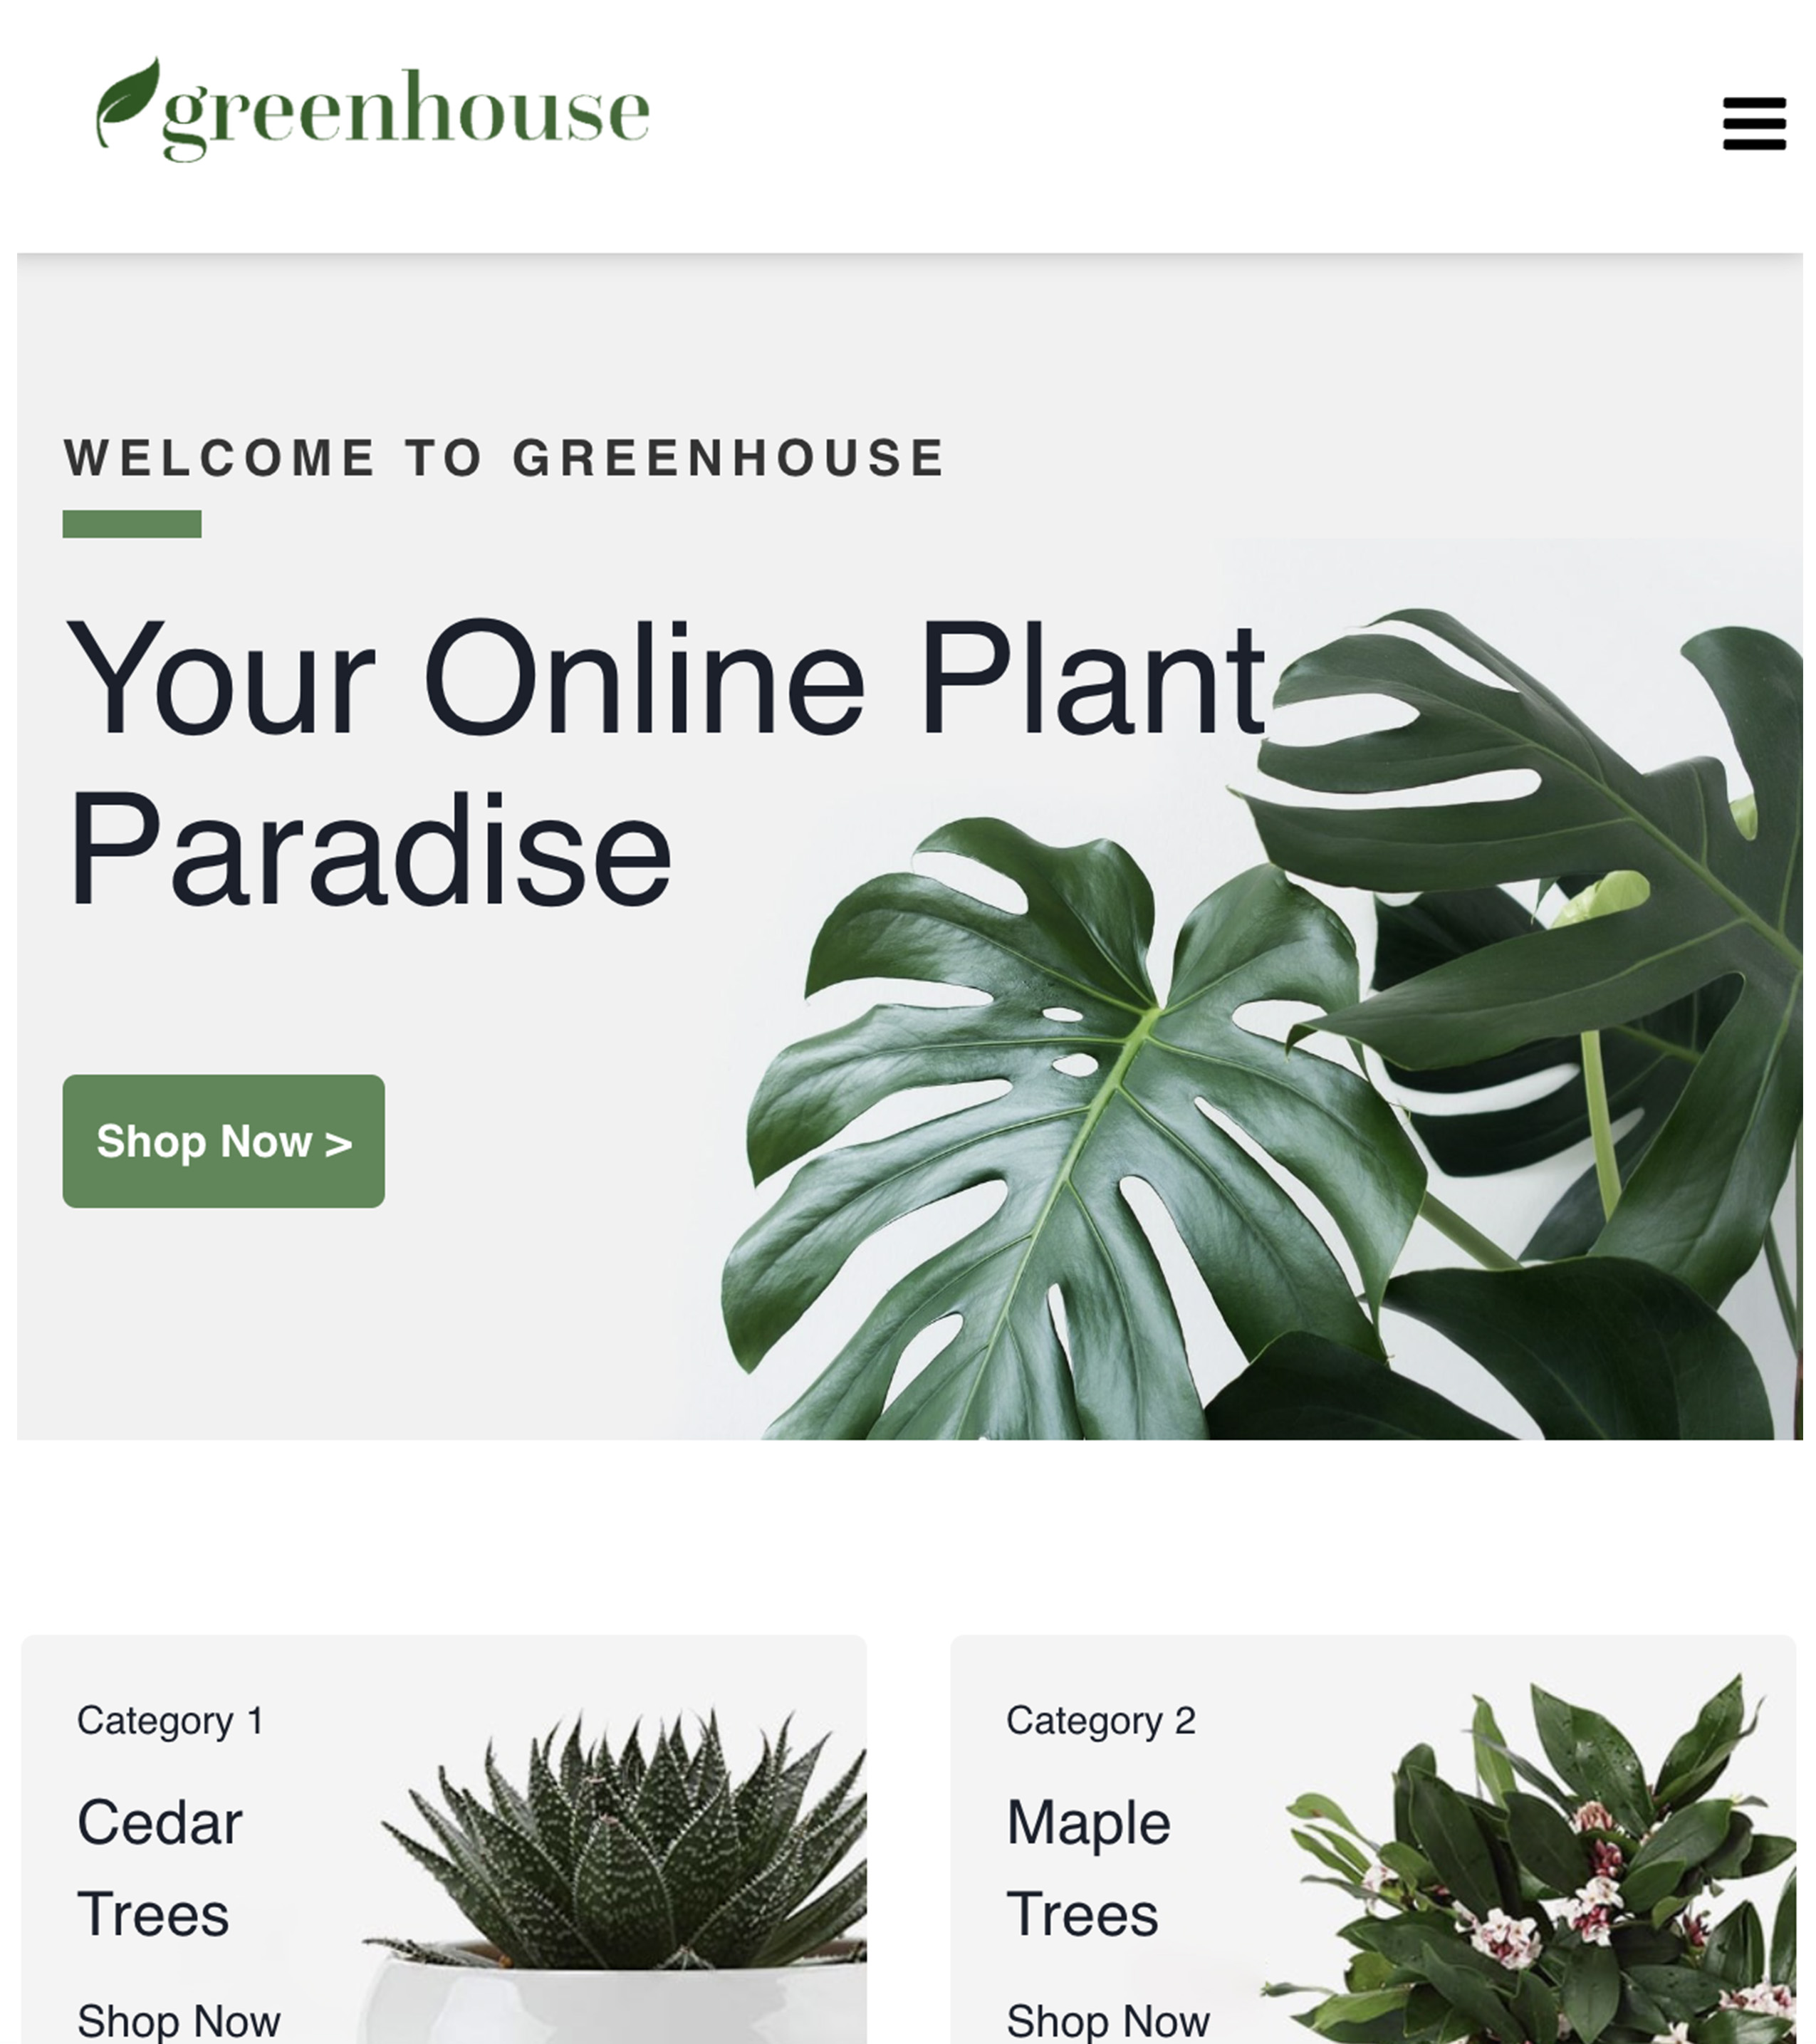 greenhouse
WELCOME TO GREENHOUSE
Your Online Plant
Paradise
Shop Now >
Category 1
Cedar
Trees
Shop Now
Category 2
Maple
Trees
Shop Now